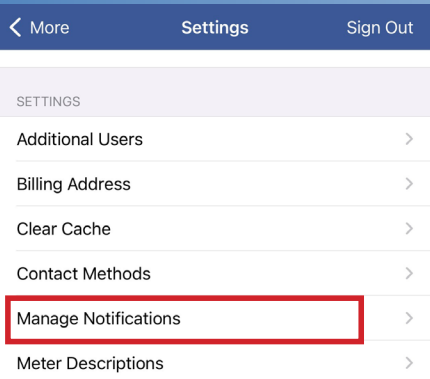 More Settings Sign Out
SETTINGS
Additional Users
Billing Address
Clear Cache
Contact Methods
Manage Notifications
Meter Descriptions